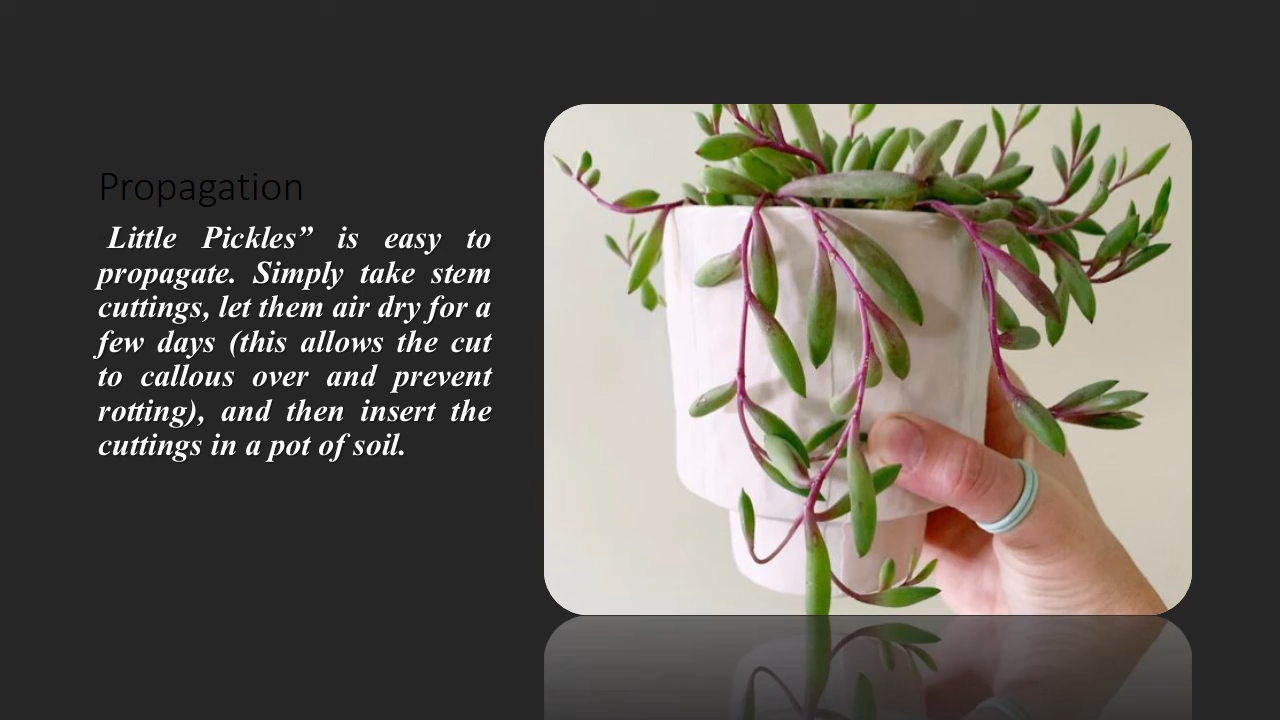 Propagation
Little Pickles” is easy to
propagate. Simply take stem
cuttings, let them air dry for a
few days (this allows the cut
to callous over and prevent
rotting), and then insert the
cuttings in a pot of soil.